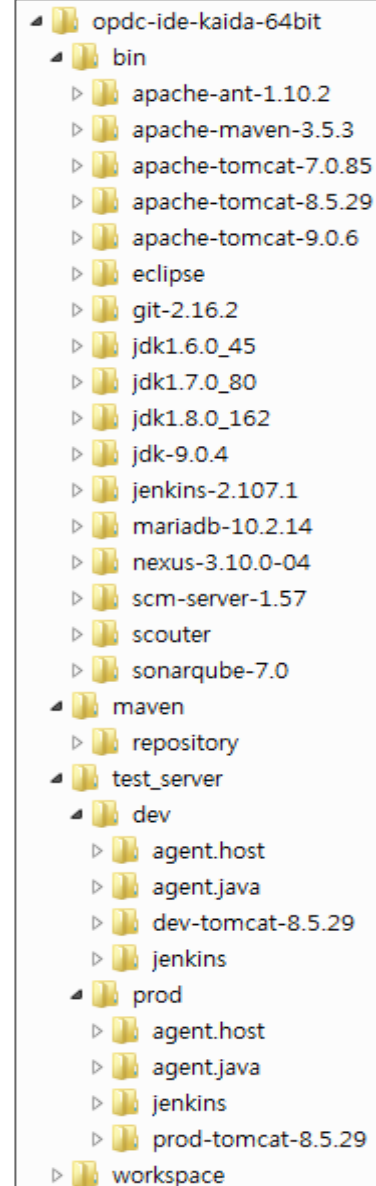 opdc-ide-kaida-64bit
bin
apache-ant-1.10.2
apache-maven-3.5.3
apache-tomcat-7.0.85
apache-tomcat-8.5.29
apache-tomcat-9.0.6
eclipse
git-2.16.2
jdk1.6.0_45
jdk1.7.0_80
jdk1.8.0_162
jdk-9.0.4
jenkins-2.107.1
mariadb-10.2.14
nexus-3.10.0-04
scm-server-1.57
scouter
sonarqube-7.0
maven
repository
test_server
dev
agent.host
agent.java
dev-tomcat-8.5.29
jenkins
prod
agent.host
agent.java
jenkins
prod-tomcat-8.5.29
workspace